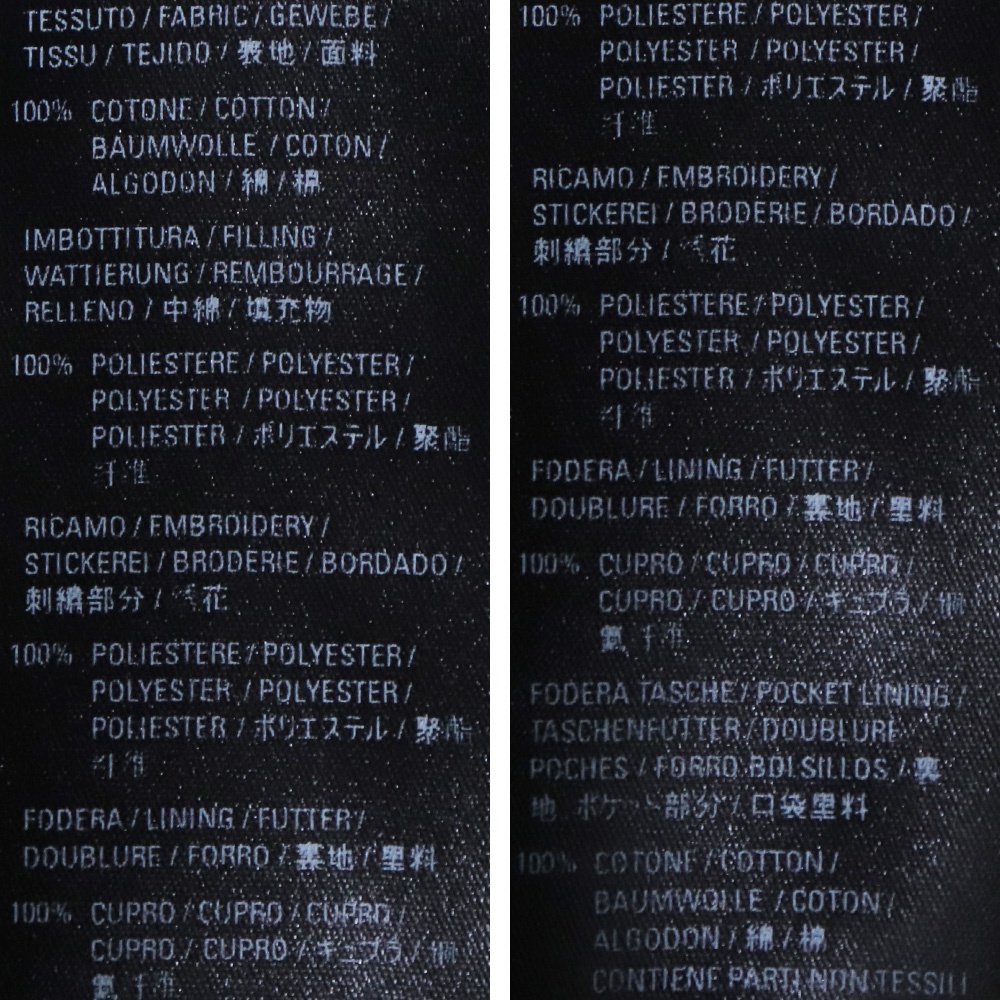 TESSUTO / FABRIC / GEWEBE /
TISSU / TEJIDO / 表地 / 面料
100% COTONE / COTTON /
BAUMWOLLE / COTON /
ALGODON / 綿 / 棉
IMBOTTITURA / FILLING /
WATTIERUNG / REMBOURRAGE /
RELLENO / 中綿 / 填充物
100% POLIESTERE / POLYESTER /
POLYESTER / POLYESTER /
POLIESTER / ポリエステル / 聚酯
纤维
RICAMO / EMBROIDERY /
STICKEREI / BRODERIE / BORDADO /
刺繍部分 / 绣花
100% POLIESTERE / POLYESTER /
POLYESTER / POLYESTER /
POLIESTER / ポリエステル / 聚酯
纤维
FODERA / LINING / FUTTER /
DOUBLURE / FORRO / 裏地 / 里料
100% CUPRO / CUPRO / CUPRO /
CUPRO / CUPRO / キュプラ / 铜
氨纤维
100% POLIESTERE / POLYESTER /
POLYESTER / POLYESTER /
POLIESTER / ポリエステル / 聚酯
纤维
RICAMO / EMBROIDERY /
STICKEREI / BRODERIE / BORDADO /
刺繍部分 / 绣花
100% POLIESTERE / POLYESTER /
POLYESTER / POLYESTER /
POLIESTER / ポリエステル / 聚酯
纤维
FODERA / LINING / FUTTER /
DOUBLURE / FORRO / 裏地 / 里料
100% CUPRO / CUPRO / CUPRO /
CUPRO / CUPRO / キュプラ / 铜
氨纤维
FODERA TASCHE / POCKET LINING /
TASCHENFUTTER / DOUBLURE
POCHES / FORRO BOLSILLOS / 裏
地 ポケット部分 / 口袋里料
100% COTONE / COTTON /
BAUMWOLLE / COTON /
ALGODON / 綿 / 棉
CONTIENE PARTI NON TESSILI